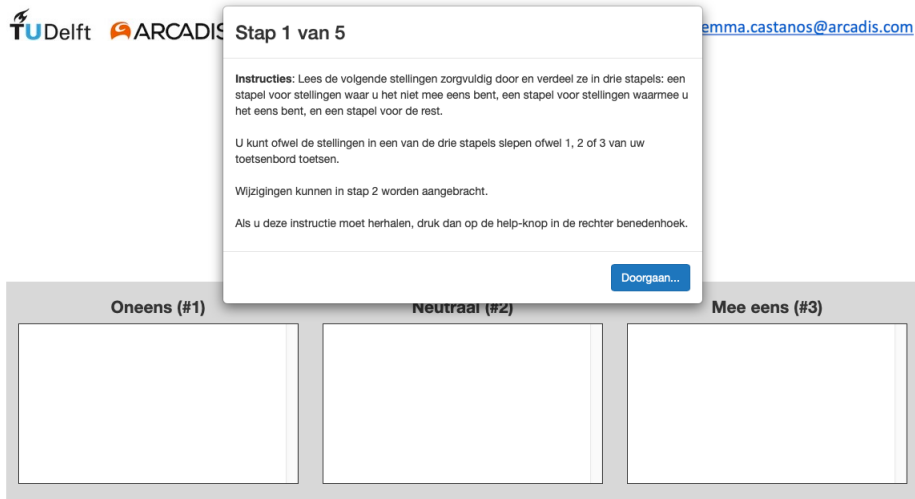 TUDelft ARCADIS
emma.castanos@arcadis.com
Stap 1 van 5
Instructies: Lees de volgende stellingen zorgvuldig door en verdeel ze in drie stapels: een
stapel voor stellingen waar u het niet mee eens bent, een stapel voor stellingen waarmee u
het eens bent, en een stapel voor de rest.
U kunt ofwel de stellingen in een van de drie stapels slepen ofwel 1, 2 of 3 van uw
toetsenbord toetsen.
Wijzigingen kunnen in stap 2 worden aangebracht.
Als u deze instructie moet herhalen, druk dan op de help-knop in de rechter benedenhoek.
Doorgaan...
Oneens (#1)
Neutraal (#2)
Mee eens (#3)